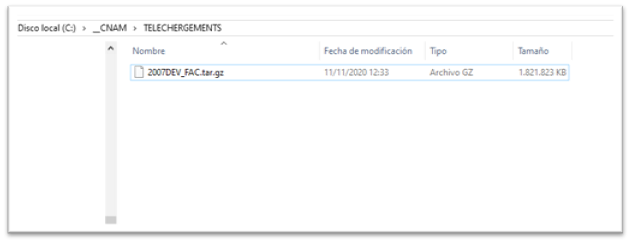 Disco local (C:) › __CNAM › TELECHERGEMENTS
Nombre Fecha de modificación Tipo Tamaño
2007DEV_FAC.tar.gz 11/11/2020 12:33 Archivo GZ 1.821.823 KB